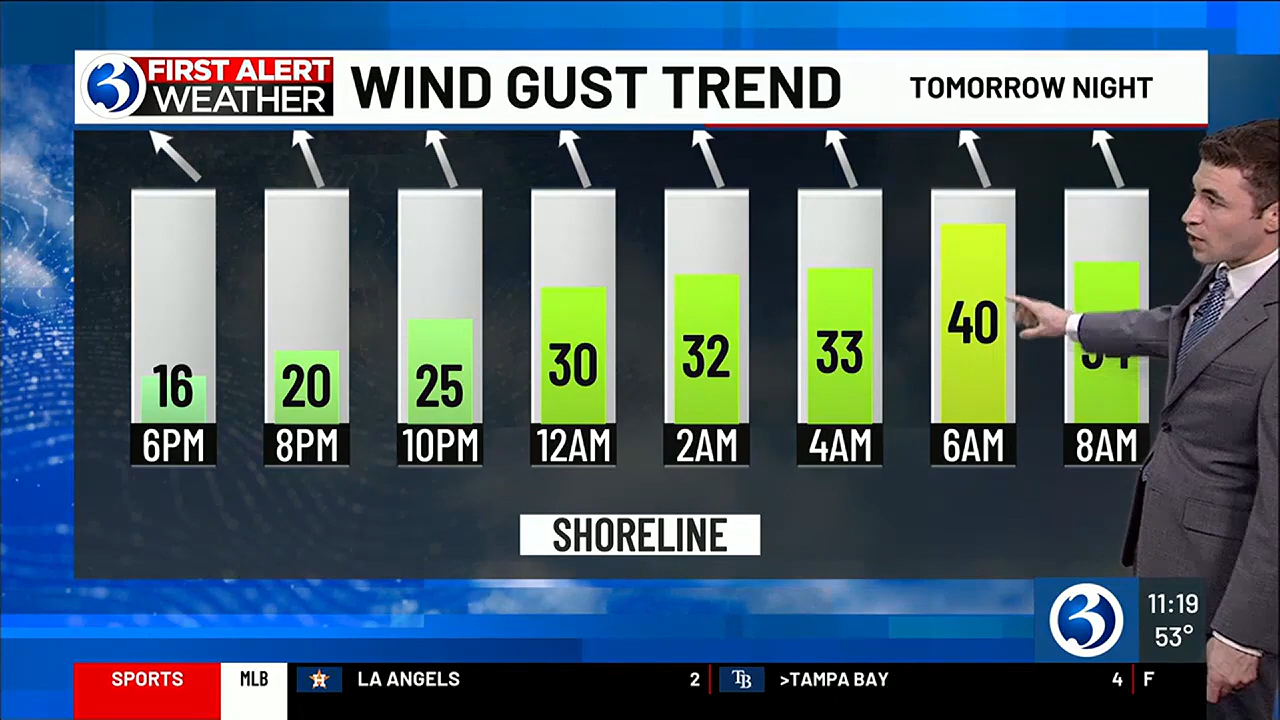 3 FIRST ALERT
WEATHER
WIND GUST TREND
TOMORROW NIGHT
16 20 25 30 32 33 40 34
6PM 8PM 10PM 12AM 2AM 4AM 6AM 8AM
SHORELINE
3 11:19
53°
SPORTS MLB LA ANGELS 2 TB >TAMPA BAY 4 F